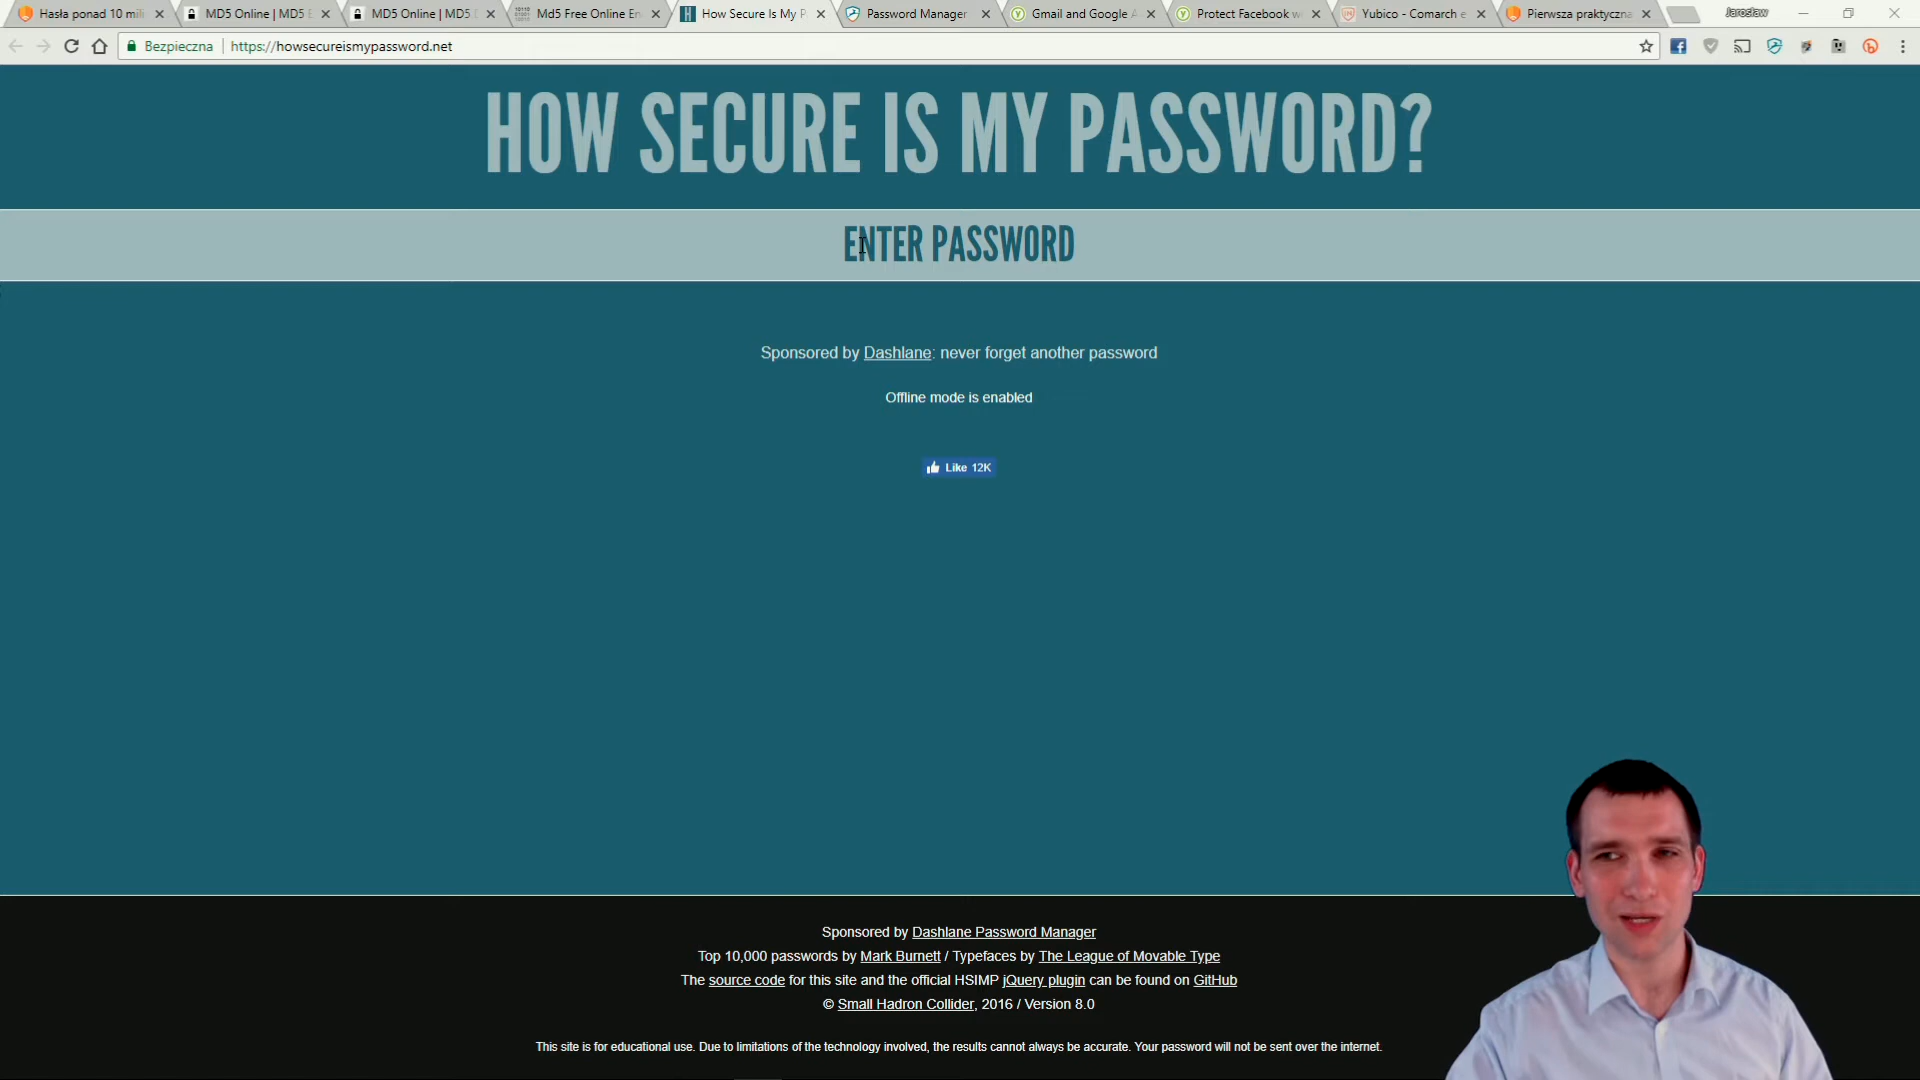 Hasła ponad 10 mili
MD5 Online | MD5 E
MD5 Online | MD5
Md5 Free Online En
How Secure Is My P
Password Manager
Gmail and Google A
Protect Facebook w
Yubico - Comarch e
Pierwsza praktyczna
Jarosław
Bezpieczna
https://howsecureismypassword.net
HOW SECURE IS MY PASSWORD?
ENTER PASSWORD
Sponsored by Dashlane: never forget another password
Offline mode is enabled
Like 12K
Sponsored by Dashlane Password Manager
Top 10,000 passwords by Mark Burnett / Typefaces by The League of Movable Type
The source code for this site and the official HSIMP jQuery plugin can be found on GitHub
© Small Hadron Collider, 2016 / Version 8.0
This site is for educational use. Due to limitations of the technology involved, the results cannot always be accurate. Your password will not be sent over the internet.